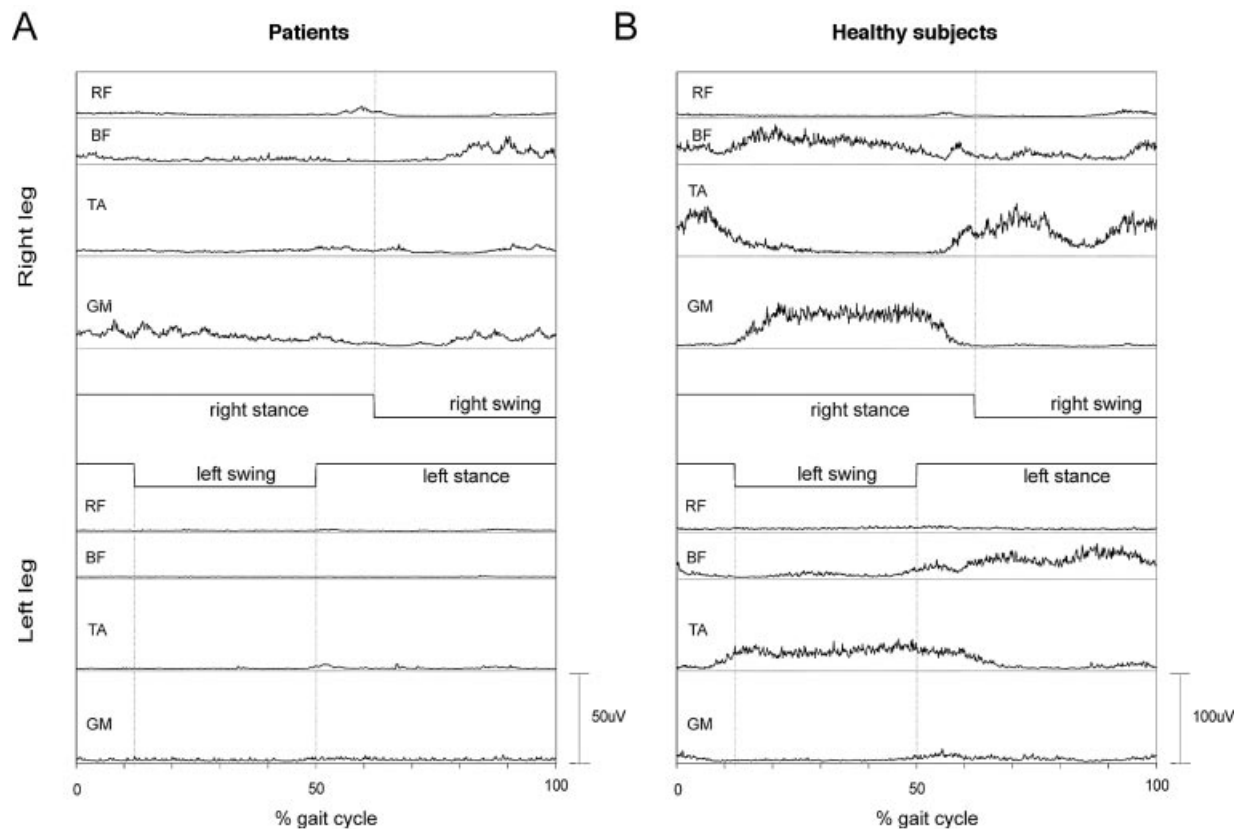 A
Patients
RF
BF
TA
GM
Right leg
right stance
right swing
left swing
left stance
RF
BF
TA
GM
Left leg
50uV
0
50
100
% gait cycle
B
Healthy subjects
RF
BF
TA
GM
right stance
right swing
left swing
left stance
RF
BF
TA
GM
100uV
0
50
100
% gait cycle